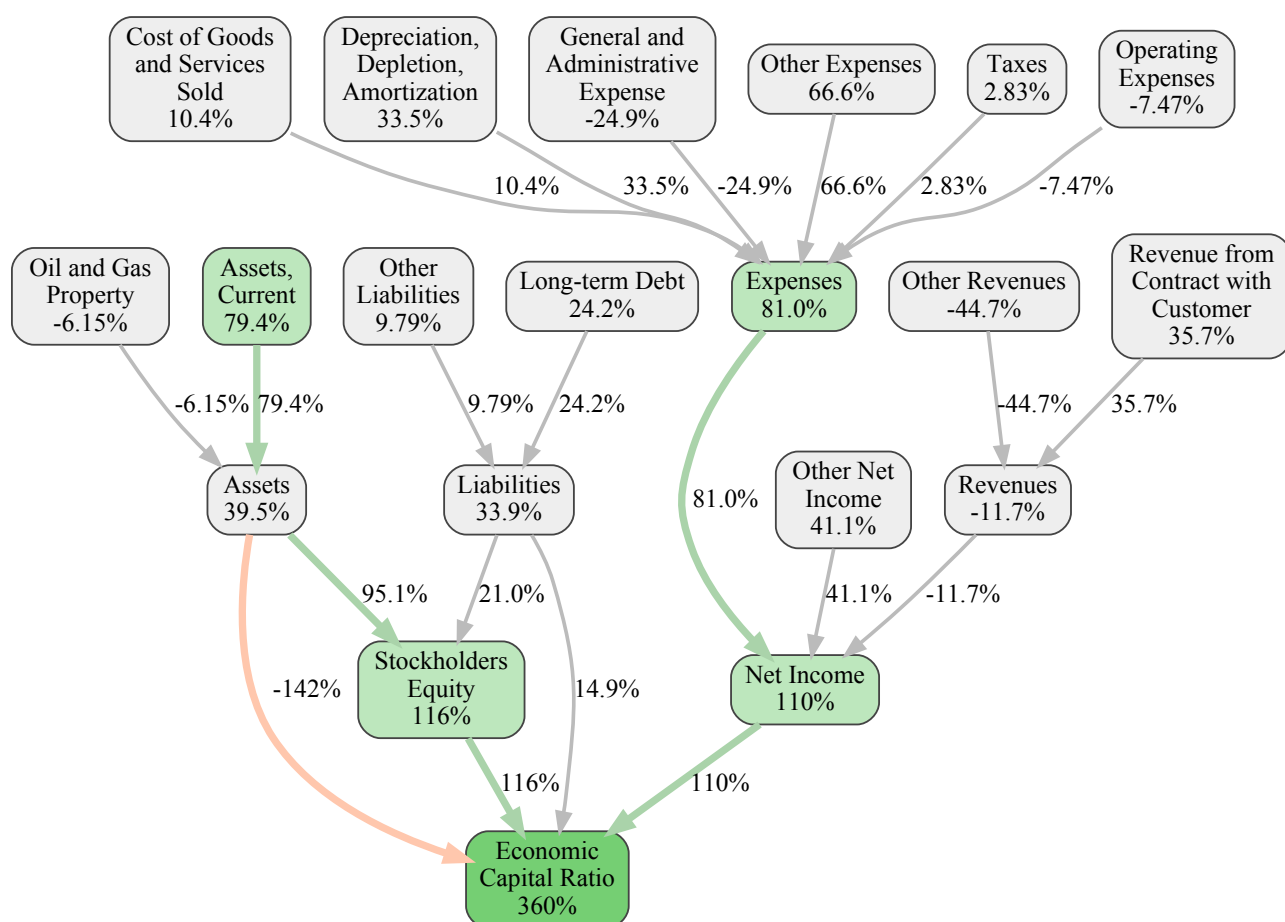 Cost of Goods
and Services
Sold
10.4%
Depreciation,
Depletion,
Amortization
33.5%
General and
Administrative
Expense
-24.9%
Other Expenses
66.6%
Taxes
2.83%
Operating
Expenses
-7.47%
10.4%
33.5%
-24.9%
66.6%
2.83%
-7.47%
Oil and Gas
Property
-6.15%
Assets,
Current
79.4%
Other
Liabilities
9.79%
Long-term Debt
24.2%
Expenses
81.0%
Other Revenues
-44.7%
Revenue from
Contract with
Customer
35.7%
-6.15%
79.4%
9.79%
24.2%
-44.7%
35.7%
Assets
39.5%
Liabilities
33.9%
81.0%
Other Net
Income
41.1%
Revenues
-11.7%
95.1%
21.0%
41.1%
-11.7%
Stockholders
Equity
116%
Net Income
110%
-142%
14.9%
116%
110%
Economic
Capital Ratio
360%